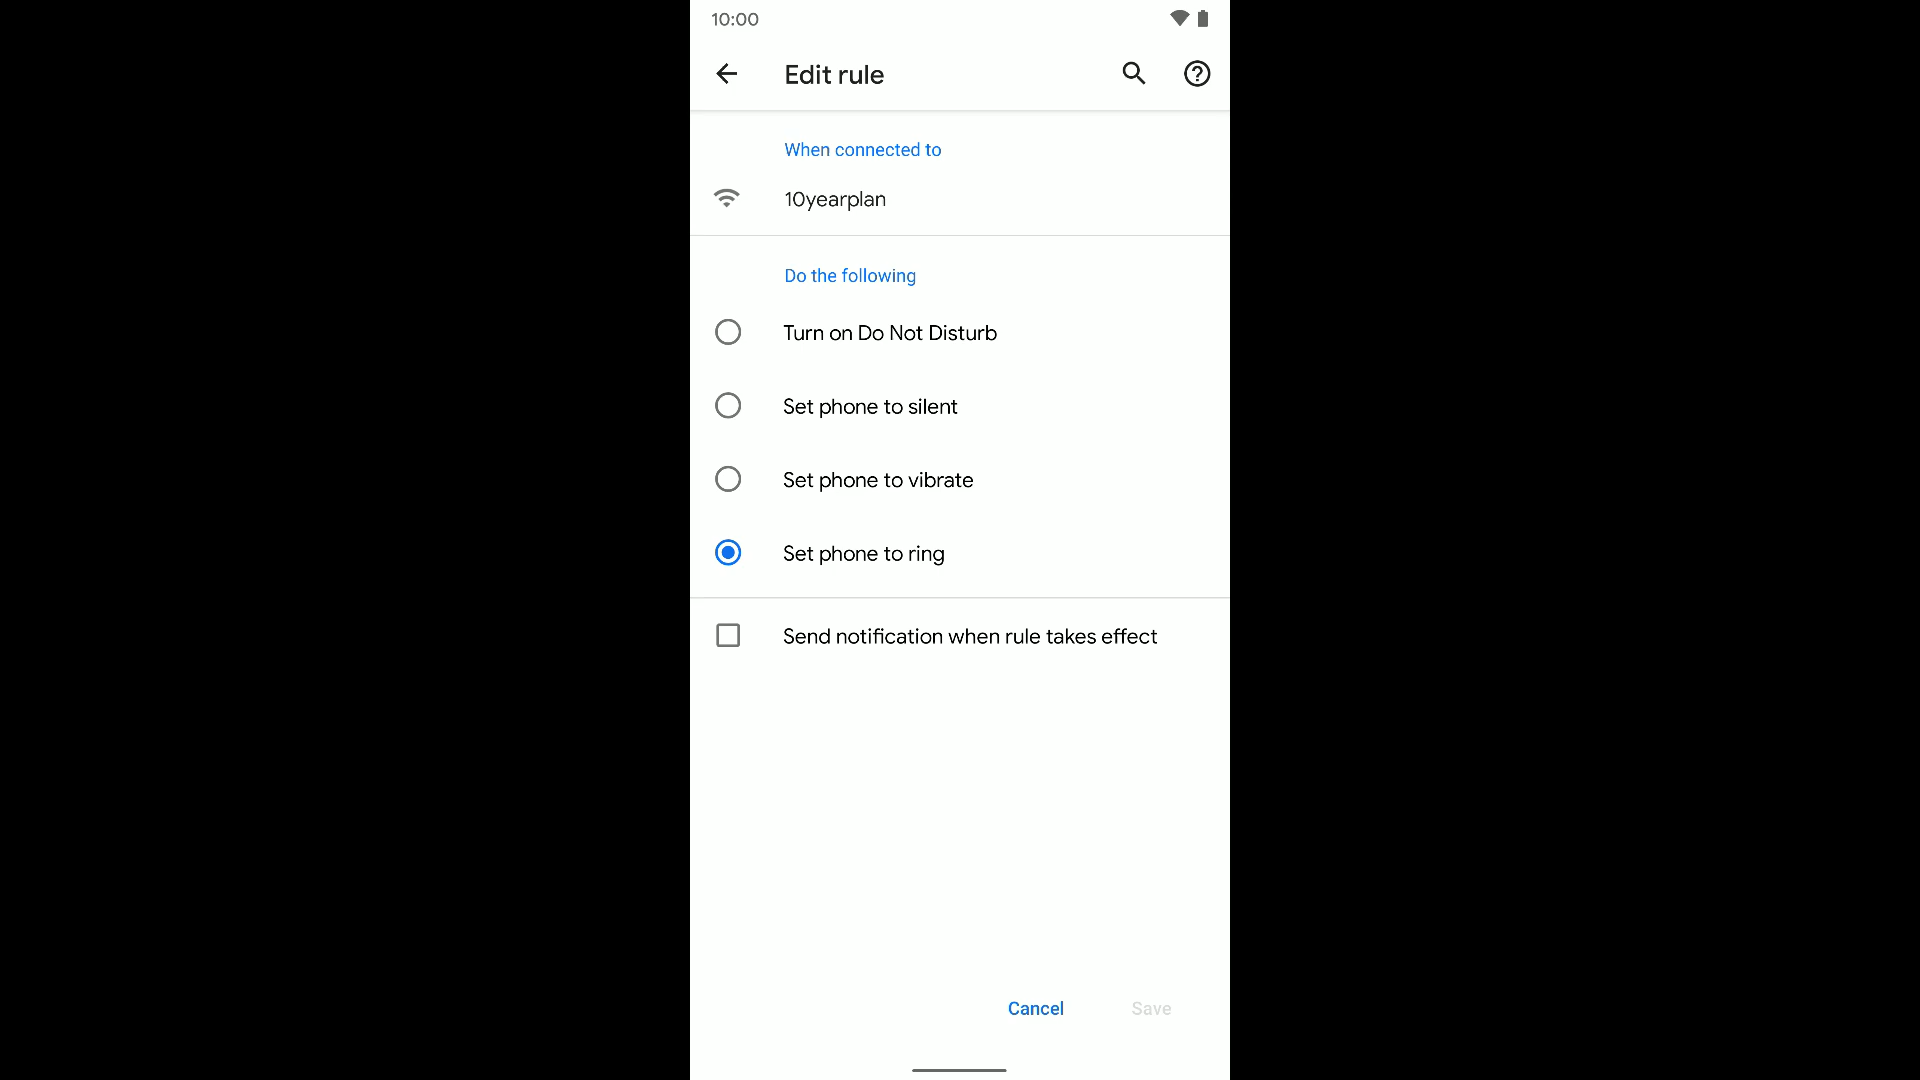 10:00
Edit rule
When connected to
10yearplan
Do the following
Turn on Do Not Disturb
Set phone to silent
Set phone to vibrate
Set phone to ring
Send notification when rule takes effect
Cancel
Save